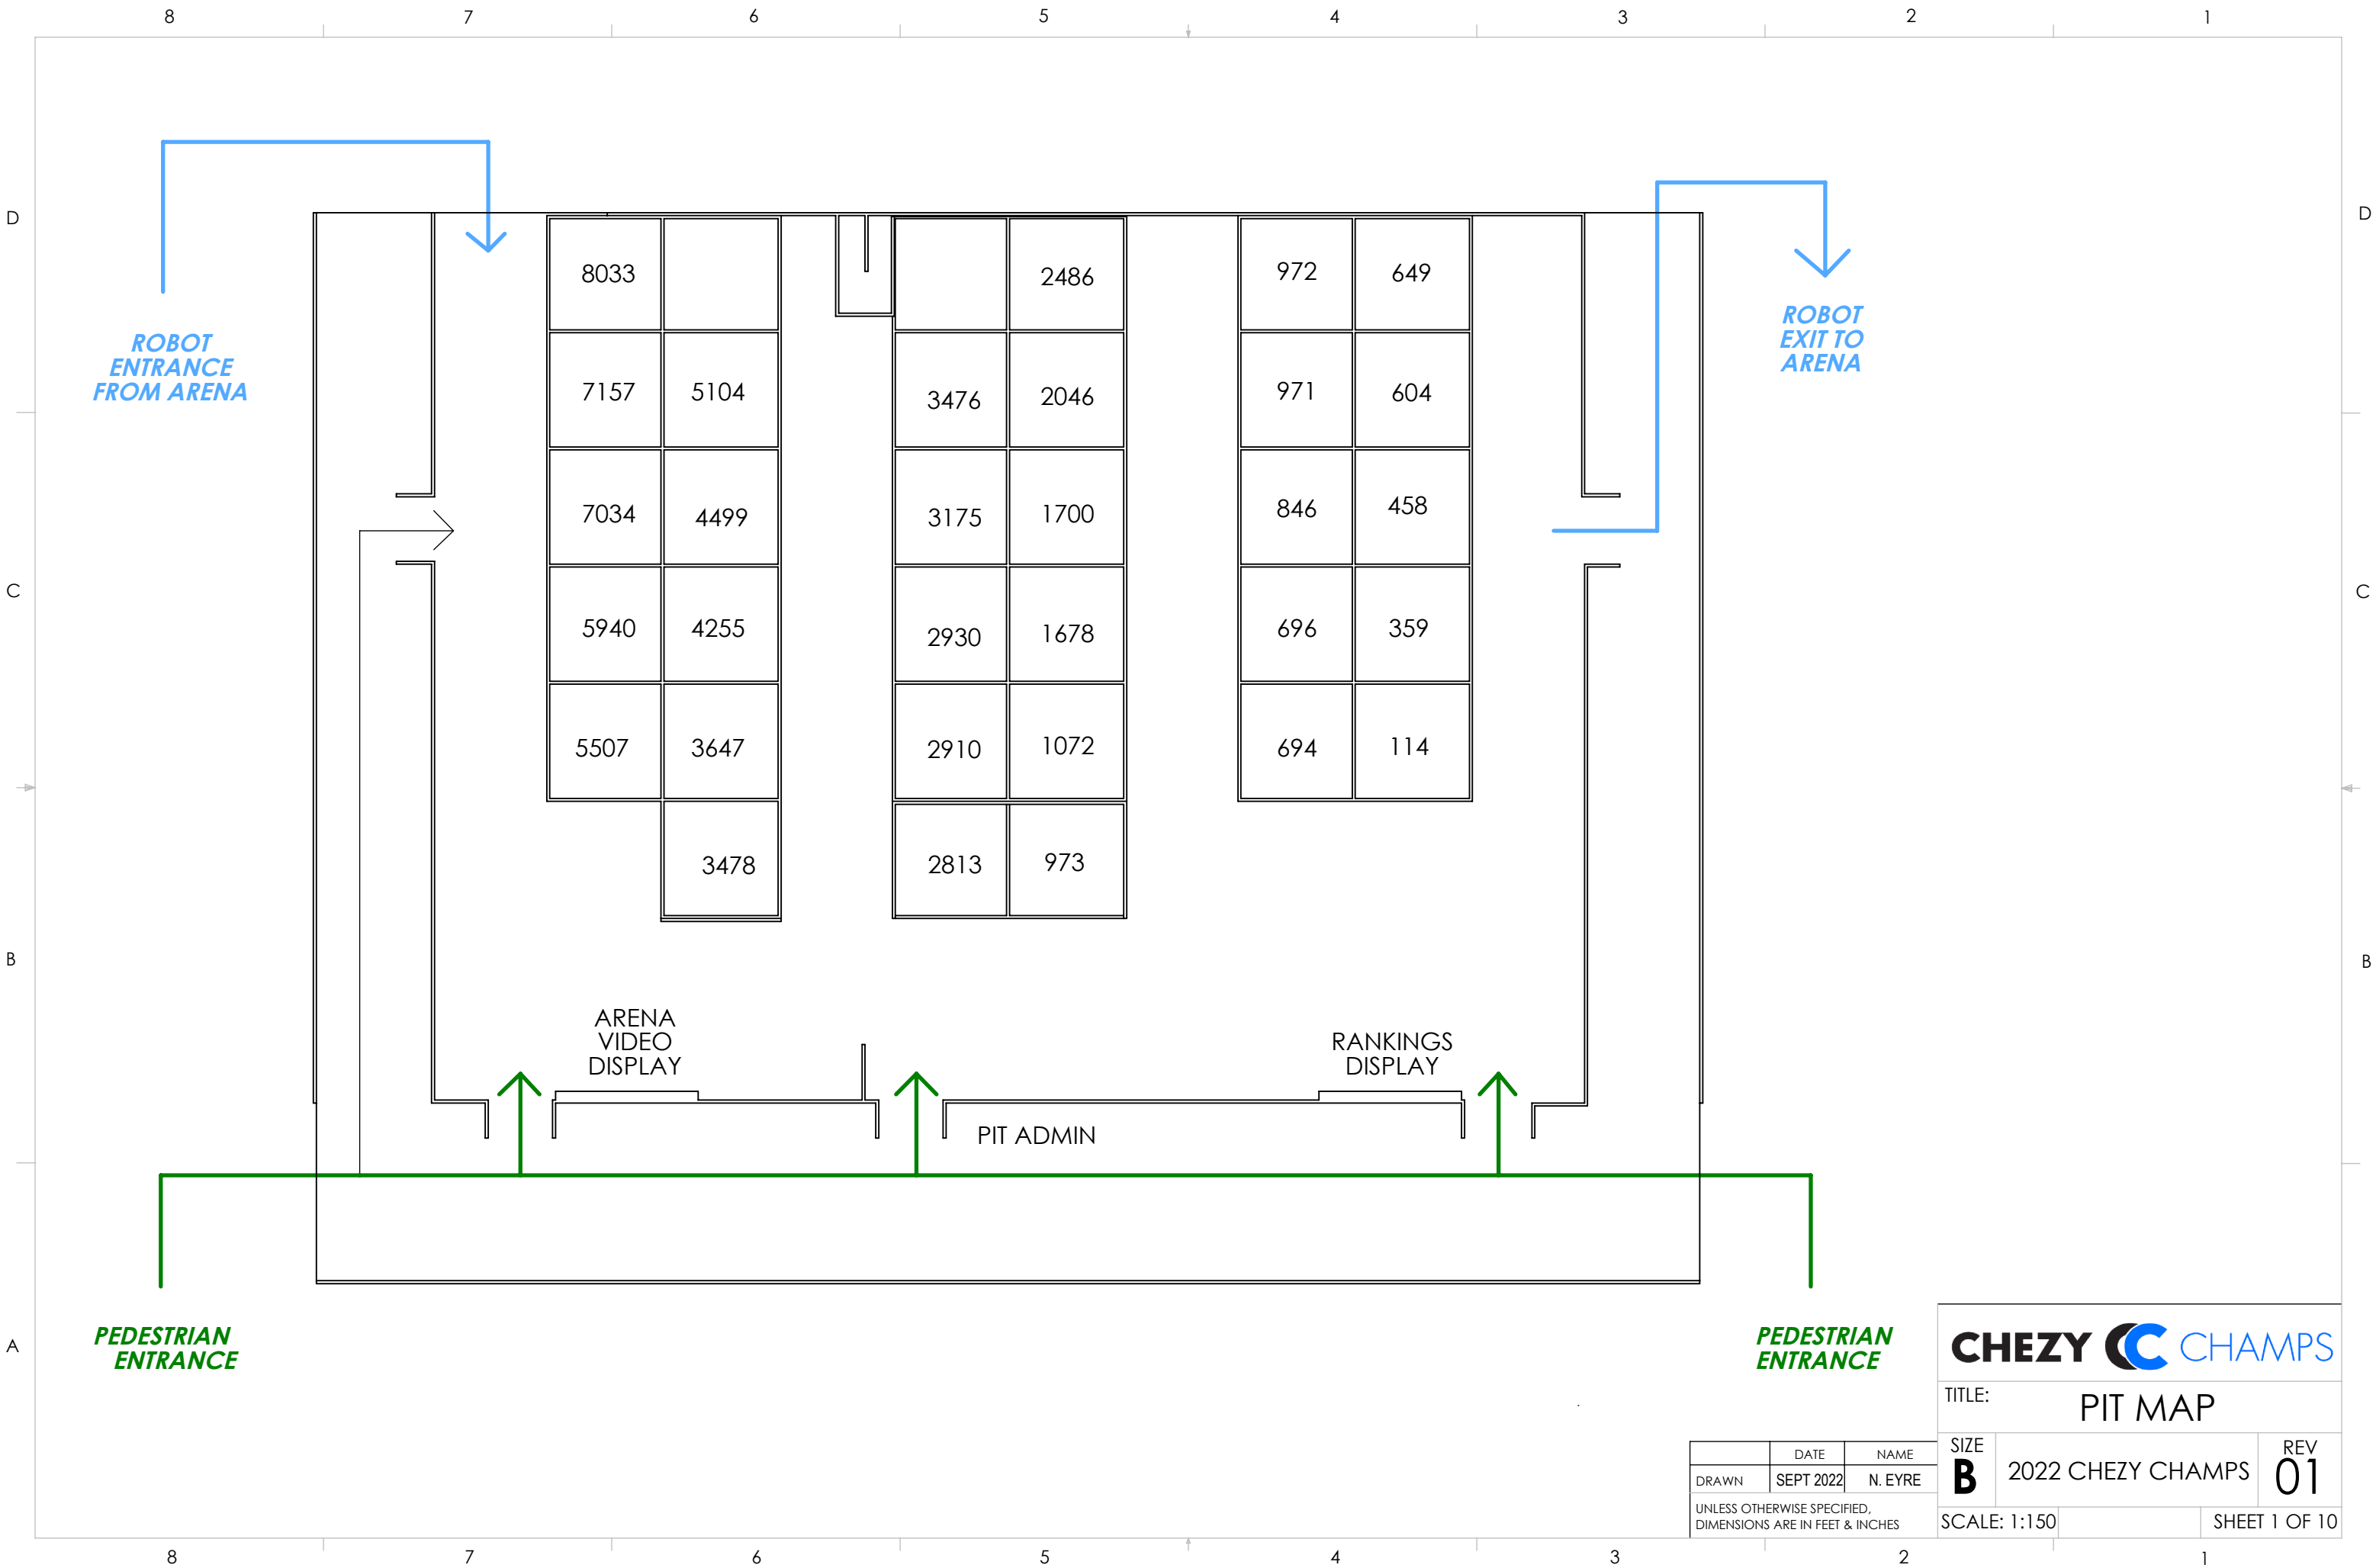 8 7 6 5 4 3 2 1
D D
ROBOT
ENTRANCE
FROM ARENA
ROBOT
EXIT TO
ARENA
8033 2486 972 649
7157 5104 3476 2046 971 604
7034 4499 3175 1700 846 458
C C
5940 4255 2930 1678 696 359
5507 3647 2910 1072 694 114
3478 2813 973
B B
ARENA
VIDEO
DISPLAY
RANKINGS
DISPLAY
PIT ADMIN
PEDESTRIAN
ENTRANCE
PEDESTRIAN
ENTRANCE
A
CHEZY CC CHAMPS
TITLE:
PIT MAP
DATE NAME
DRAWN SEPT 2022 N. EYRE
UNLESS OTHERWISE SPECIFIED,
DIMENSIONS ARE IN FEET & INCHES
SIZE
B
2022 CHEZY CHAMPS
REV
01
SCALE: 1:150
SHEET 1 OF 10
8 7 6 5 4 3 2 1